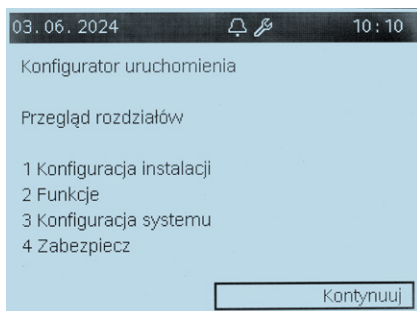 03.06.2024 10:10
Konfigurator uruchomienia
Przegląd rozdziałów
1 Konfiguracja instalacji
2 Funkcje
3 Konfiguracja systemu
4 Zabezpiecz
Kontynuuj